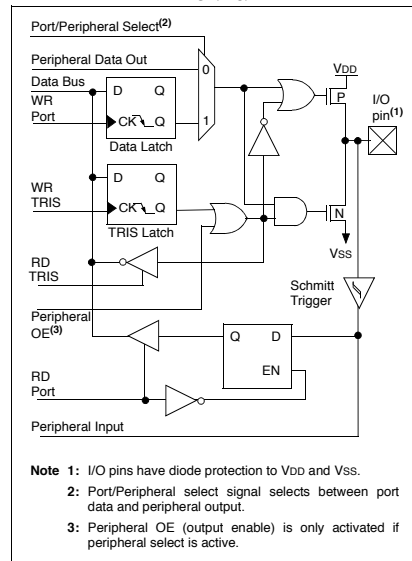 Port/Peripheral Select(2)
Peripheral Data Out
Data Bus
WR
Port
D Q
CK Q
Data Latch
0
1
VDD
P
I/O
pin(1)
WR
TRIS
D Q
CK Q
TRIS Latch
N
VSS
RD
TRIS
Schmitt
Trigger
Peripheral
OE(3)
Q D
EN
RD
Port
Peripheral Input
Note 1: I/O pins have diode protection to VDD and VSS.
2: Port/Peripheral select signal selects between port
data and peripheral output.
3: Peripheral OE (output enable) is only activated if
peripheral select is active.